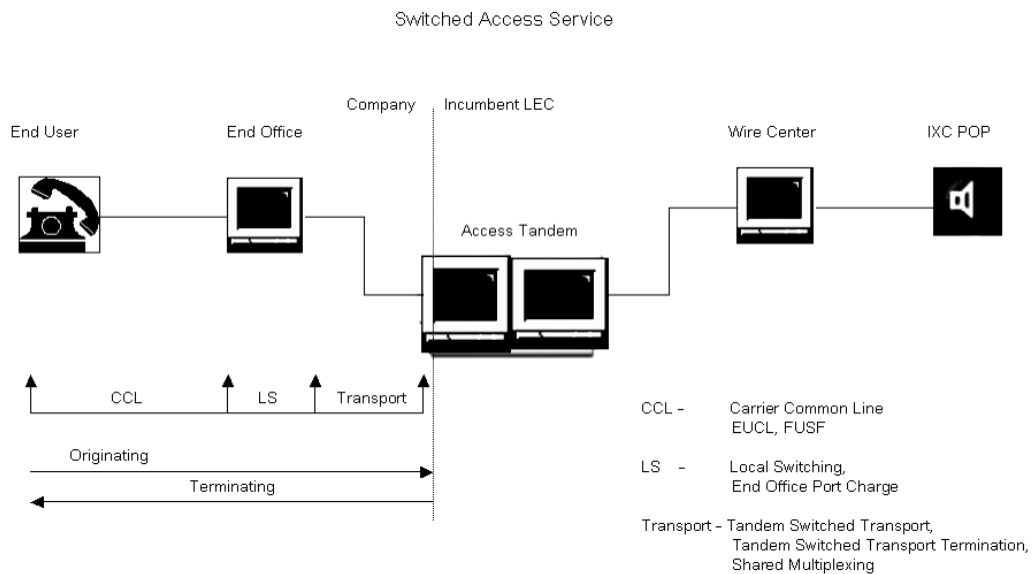 Switched Access Service
Company
Incumbent LEC
End User
End Office
Wire Center
IXC POP
Access Tandem
CCL
LS
Transport
Originating
Terminating
CCL - Carrier Common Line
EUCL, FUSF
LS - Local Switching,
End Office Port Charge
Transport - Tandem Switched Transport,
Tandem Switched Transport Termination,
Shared Multiplexing